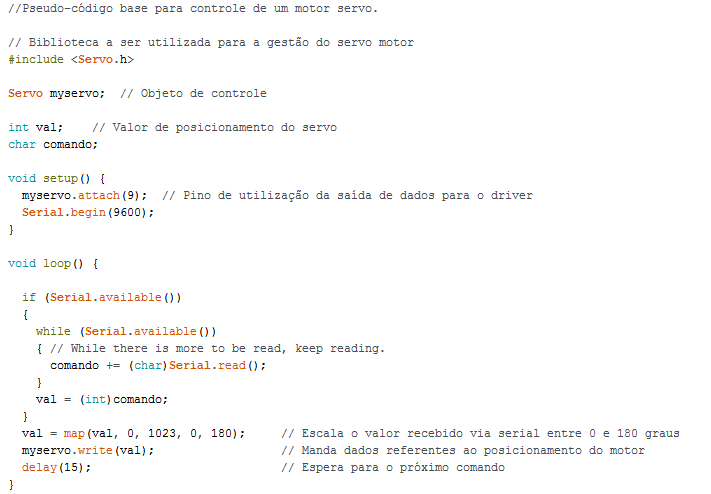 //Pseudo-código base para controle de um motor servo.
// Biblioteca a ser utilizada para a gestão do servo motor
#include <Servo.h>
Servo myservo;  // Objeto de controle
int val;    // Valor de posicionamento do servo
char comando;
void setup() {
  myservo.attach(9);  // Pino de utilização da saída de dados para o driver
  Serial.begin(9600);
}
void loop() {
  if (Serial.available())
  {
    while (Serial.available())
    { // While there is more to be read, keep reading.
      comando += (char)Serial.read();
    }
    val = (int)comando;
  }
  val = map(val, 0, 1023, 0, 180);     // Escala o valor recebido via serial entre 0 e 180 graus
  myservo.write(val);                  // Manda dados referentes ao posicionamento do motor
  delay(15);                           // Espera para o próximo comando
}